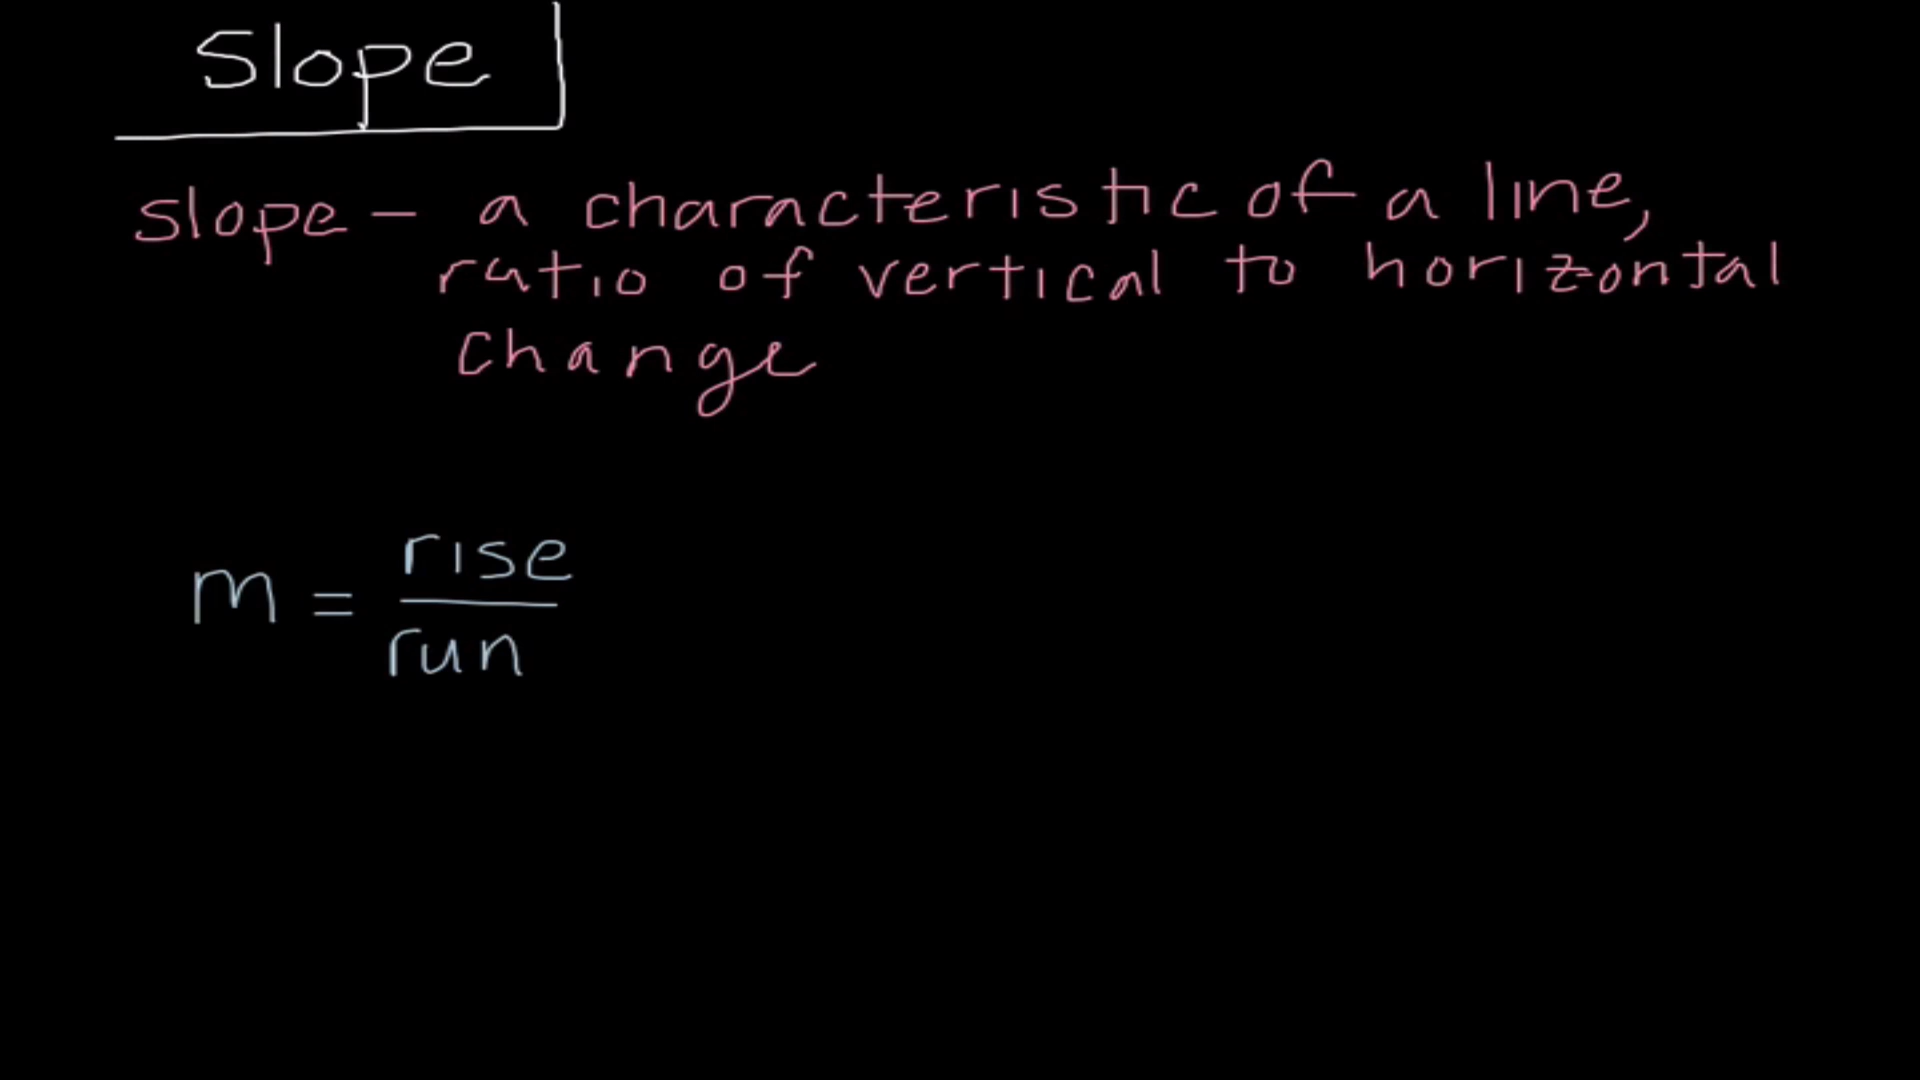 Slope
slope - a characteristic of a line,
ratio of vertical to horizontal
change
m = rise
run